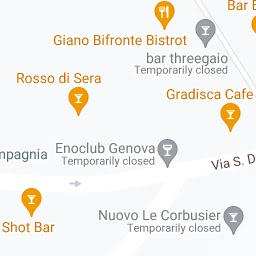 Bar B
Giano Bifronte Bistrot
bar threegaio
Temporarily closed
Rosso di Sera
Gradisca Cafe
mpagnia
Enoclub Genova
Temporarily closed
Via S. D
Shot Bar
Nuovo Le Corbusier
Temporarily closed